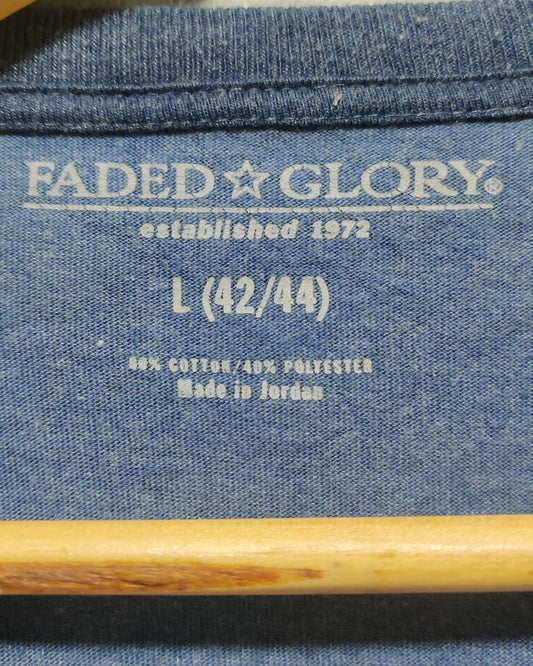 FADED ☆ GLORY®
established 1972
L (42/44)
60% COTTON/40% POLYESTER
Made in Jordan